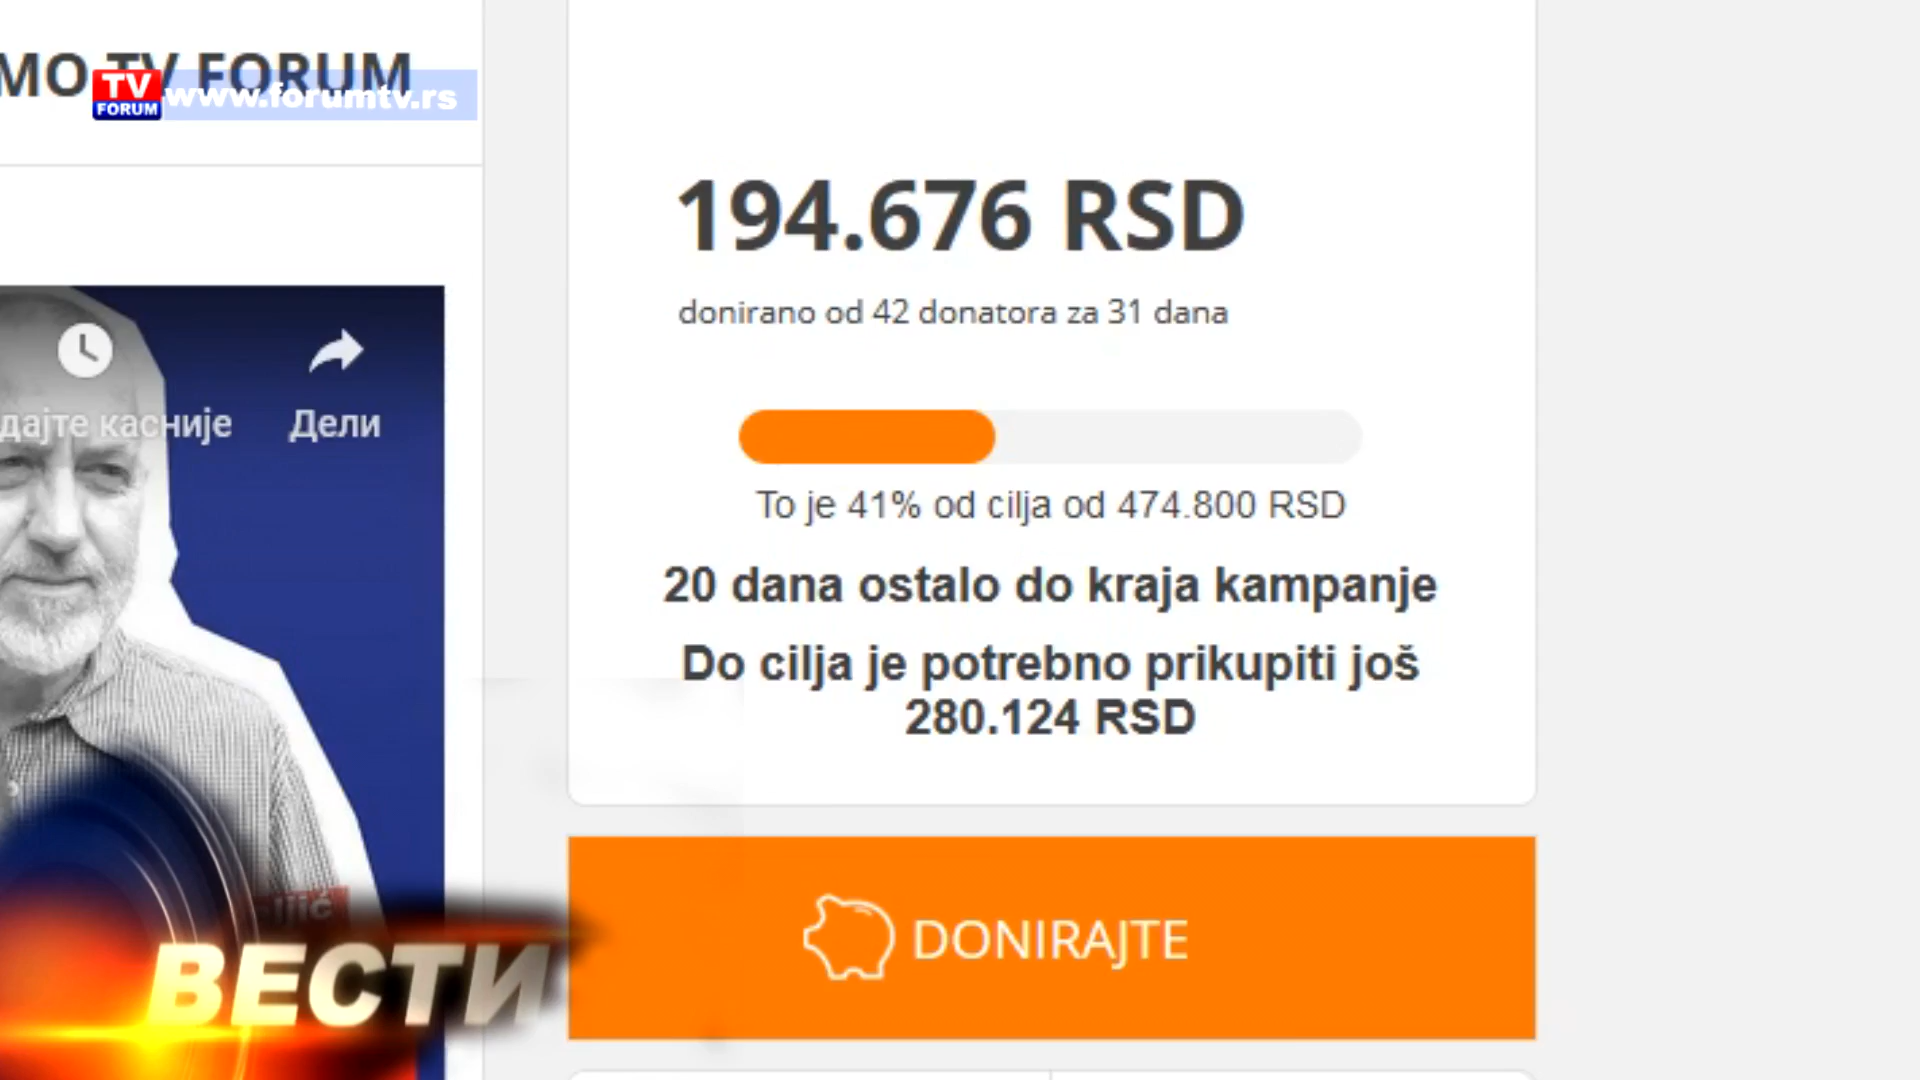 MO TV FORUM
TV
FORUM
www.forumtv.rs
194.676 RSD
donirano od 42 donatora za 31 dana
To je 41% od cilja od 474.800 RSD
20 dana ostalo do kraja kampanje
Do cilja je potrebno prikupiti još
280.124 RSD
DONIRAJTE
касније
Дели
ВЕСТИ